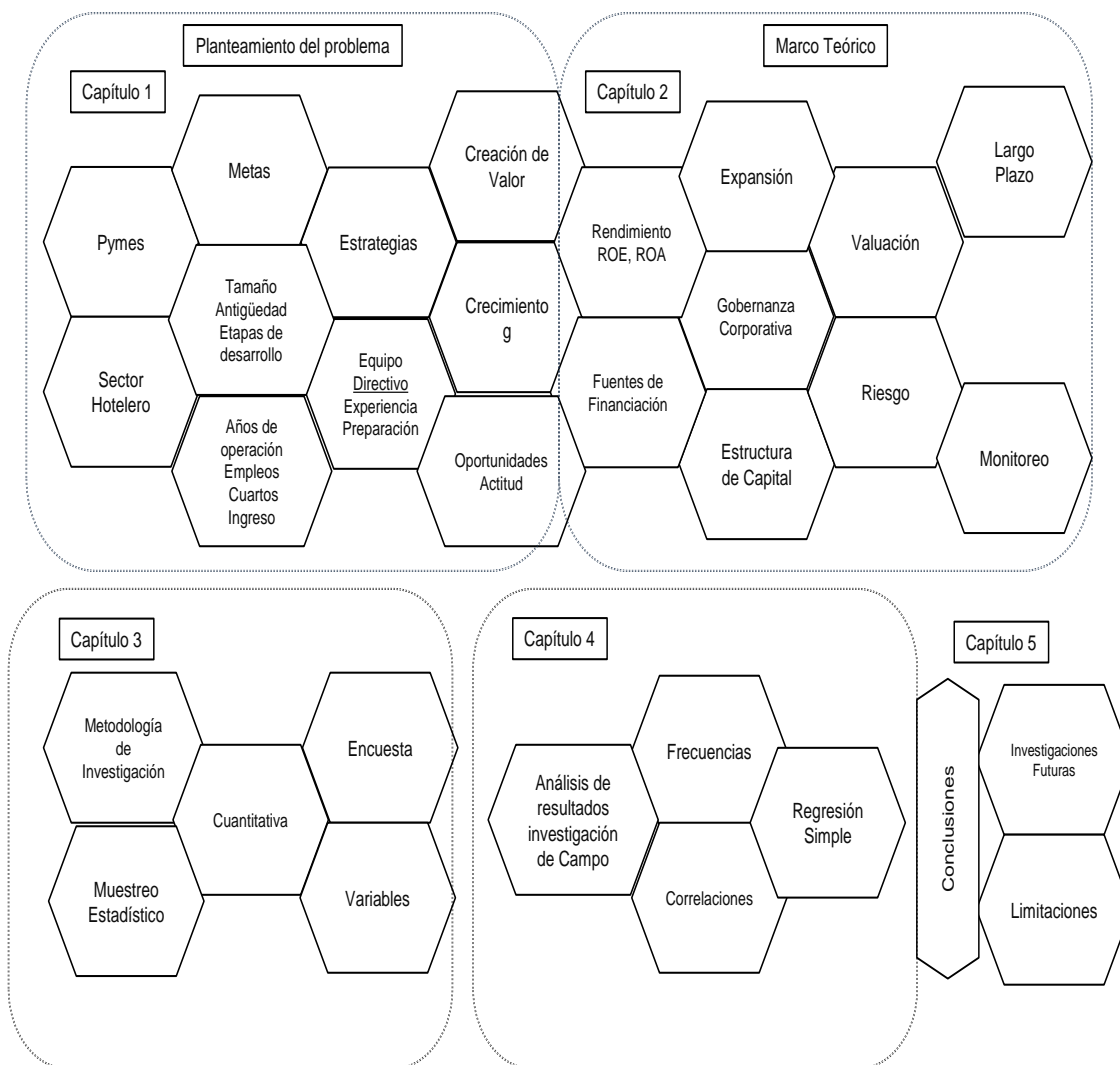 Planteamiento del problema
Marco Teórico
Capítulo 1
Capítulo 2
Metas
Creación de
Valor
Pymes
Estrategias
Tamaño
Antigüedad
Etapas de
desarrollo
Crecimiento
g
Sector
Hotelero
Equipo
Directivo
Experiencia
Preparación
Años de
operación
Empleos
Cuartos
Ingreso
Oportunidades
Actitud
Expansión
Largo
Plazo
Rendimiento
ROE, ROA
Valuación
Gobernanza
Corporativa
Fuentes de
Financiación
Riesgo
Estructura
de Capital
Monitoreo
Capítulo 3
Metodología
de
Investigación
Encuesta
Cuantitativa
Muestreo
Estadístico
Variables
Capítulo 4
Frecuencias
Análisis de
resultados
investigación
de Campo
Regresión
Simple
Correlaciones
Capítulo 5
Conclusiones
Investigaciones
Futuras
Limitaciones